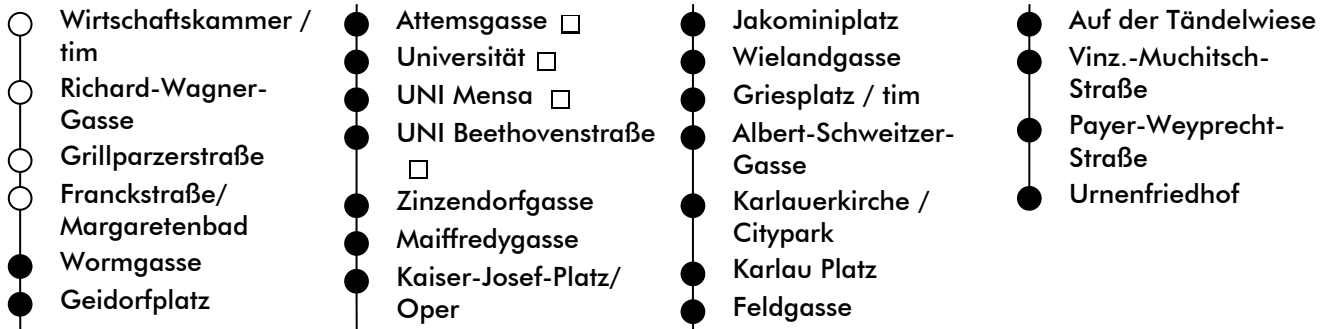 Wirtschaftskammer /
tim
Richard-Wagner-
Gasse
Grillparzerstraße
Franckstraße/
Margaretenbad
Wormgasse
Geidorfplatz
Attemsgasse
Universität
UNI Mensa
UNI Beethovenstraße
Zinzendorfgasse
Maiffredygasse
Kaiser-Josef-Platz/
Oper
Jakominiplatz
Wielandgasse
Griesplatz / tim
Albert-Schweitzer-
Gasse
Karlauerkirche /
Citypark
Karlau Platz
Feldgasse
Auf der Tändelwiese
Vinz.-Muchitsch-
Straße
Payer-Weyprecht-
Straße
Urnenfriedhof